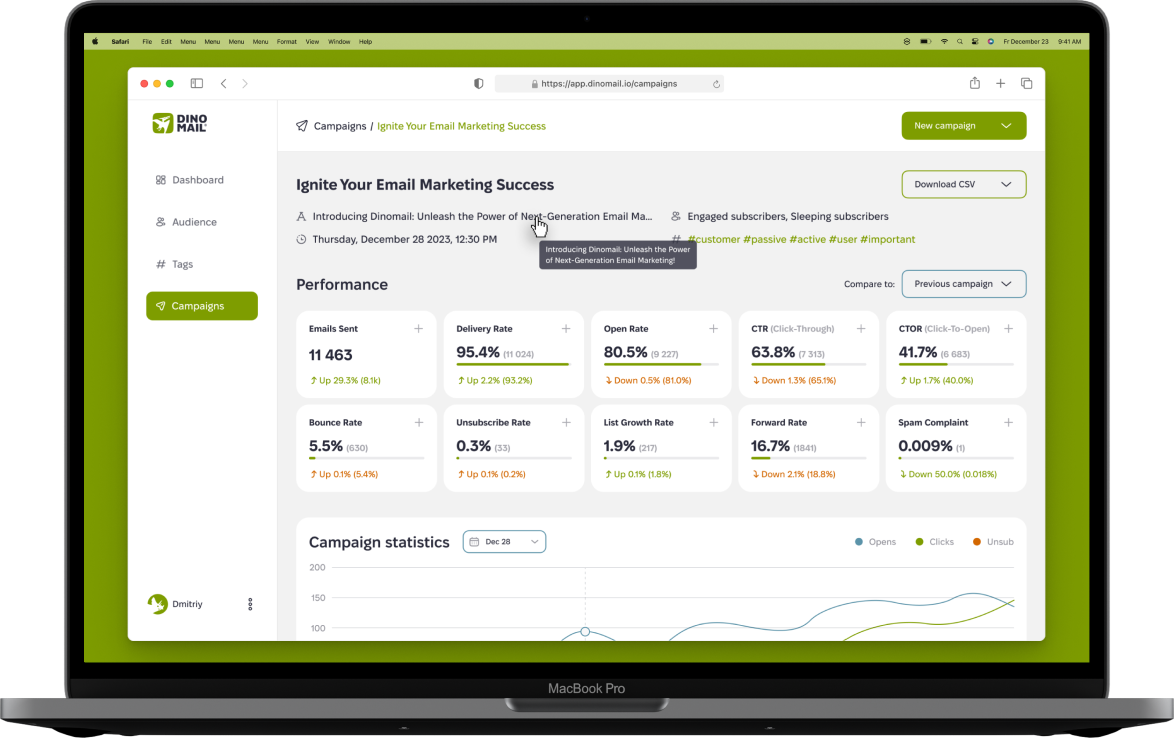 Safari File Edit Menu Menu Menu Menu Format View Window Help
Fr December 23 9:41 AM
https://app.dinomail.io/campaigns
DINO
MAIL
Campaigns / Ignite Your Email Marketing Success
New campaign
Dashboard
Audience
# Tags
Campaigns
Ignite Your Email Marketing Success
Download CSV
Introducing Dinomail: Unleash the Power of Next-Generation Email Ma...
Engaged subscribers, Sleeping subscribers
Thursday, December 28 2023, 12:30 PM
# #customer #passive #active #user #important
Introducing Dinomail: Unleash the Power
of Next-Generation Email Marketing!
Performance
Compare to:
Previous campaign
Emails Sent
11 463
Up 29.3% (8.1k)
Delivery Rate
95.4% (11 024)
Up 2.2% (93.2%)
Open Rate
80.5% (9 227)
Down 0.5% (81.0%)
CTR (Click-Through)
63.8% (7 313)
Down 1.3% (65.1%)
CTOR (Click-To-Open)
41.7% (6 683)
Up 1.7% (40.0%)
Bounce Rate
5.5% (630)
Up 0.1% (5.4%)
Unsubscribe Rate
0.3% (33)
Up 0.1% (0.2%)
List Growth Rate
1.9% (217)
Up 0.1% (1.8%)
Forward Rate
16.7% (1841)
Down 2.1% (18.8%)
Spam Complaint
0.009% (1)
Down 50.0% (0.018%)
Campaign statistics
Dec 28
Opens
Clicks
Unsub
200
150
100
Dmitriy
MacBook Pro